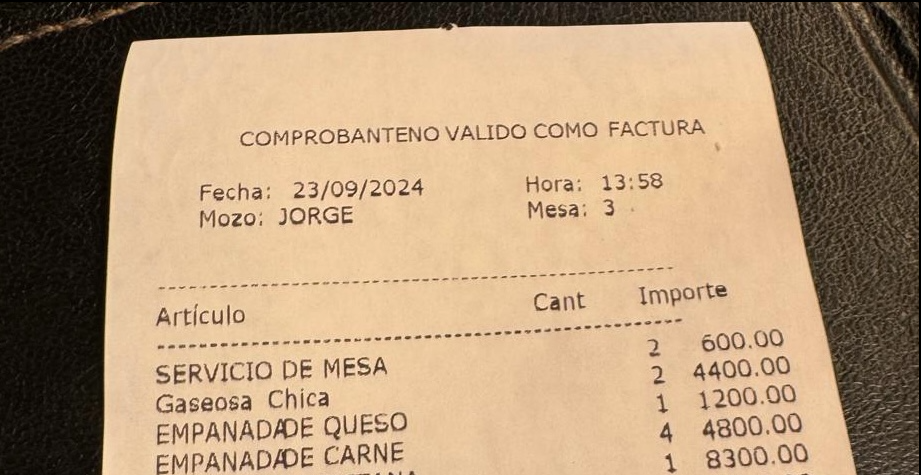 COMPROBANTENO VALIDO COMO FACTURA
Fecha: 23/09/2024 Hora: 13:58
Mozo: JORGE Mesa: 3
Artículo Cant Importe
SERVICIO DE MESA 2 600.00
Gaseosa Chica 2 4400.00
EMPANADADE QUESO 1 1200.00
EMPANADADE CARNE 4 4800.00
1 8300.00